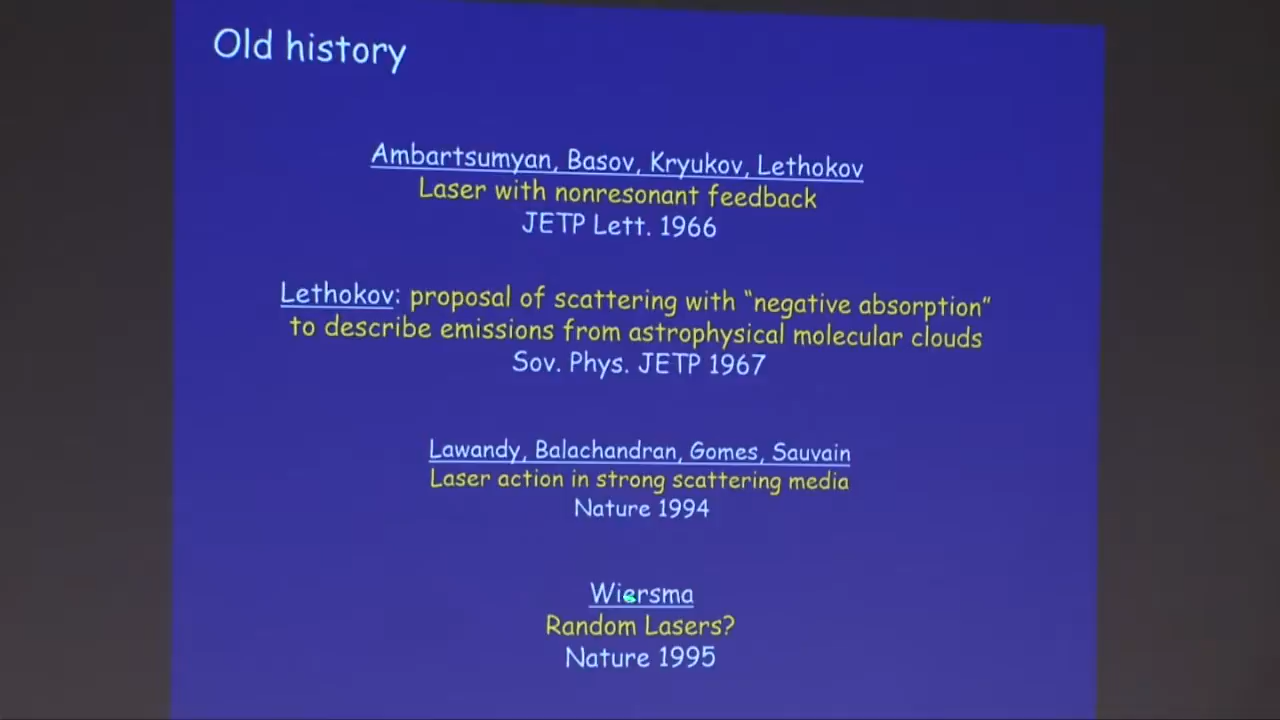 Old history
Ambartsumyan, Basov, Kryukov, Lethokov
Laser with nonresonant feedback
JETP Lett. 1966
Lethokov: proposal of scattering with “negative absorption”
to describe emissions from astrophysical molecular clouds
Sov. Phys. JETP 1967
Lawandy, Balachandran, Gomes, Sauvain
Laser action in strong scattering media
Nature 1994
Wiersma
Random Lasers?
Nature 1995